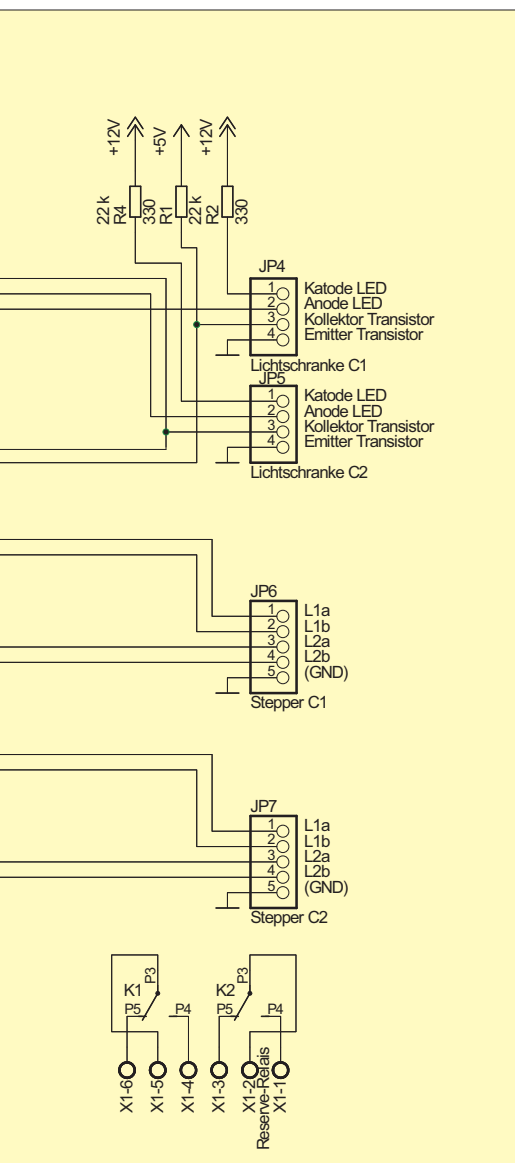 +12V
+5V
+12V
22 k
R4
330
R1
22 k
R2
330
JP4
1 Katode LED
2 Anode LED
3 Kollektor Transistor
4 Emitter Transistor
Lichtschranke C1
JP5
1 Katode LED
2 Anode LED
3 Kollektor Transistor
4 Emitter Transistor
Lichtschranke C2
JP6
1 L1a
2 L1b
3 L2a
4 L2b
5 (GND)
Stepper C1
JP7
1 L1a
2 L1b
3 L2a
4 L2b
5 (GND)
Stepper C2
K1
P3
P5
P4
K2
P3
P5
P4
X1-6
X1-5
X1-4
X1-3
X1-2
Reserve-Relais
X1-1